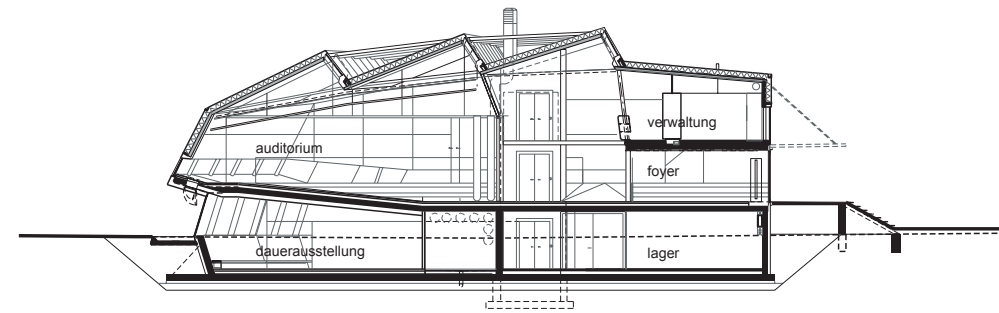 verwaltung
auditorium
foyer
dauerausstellung
lager